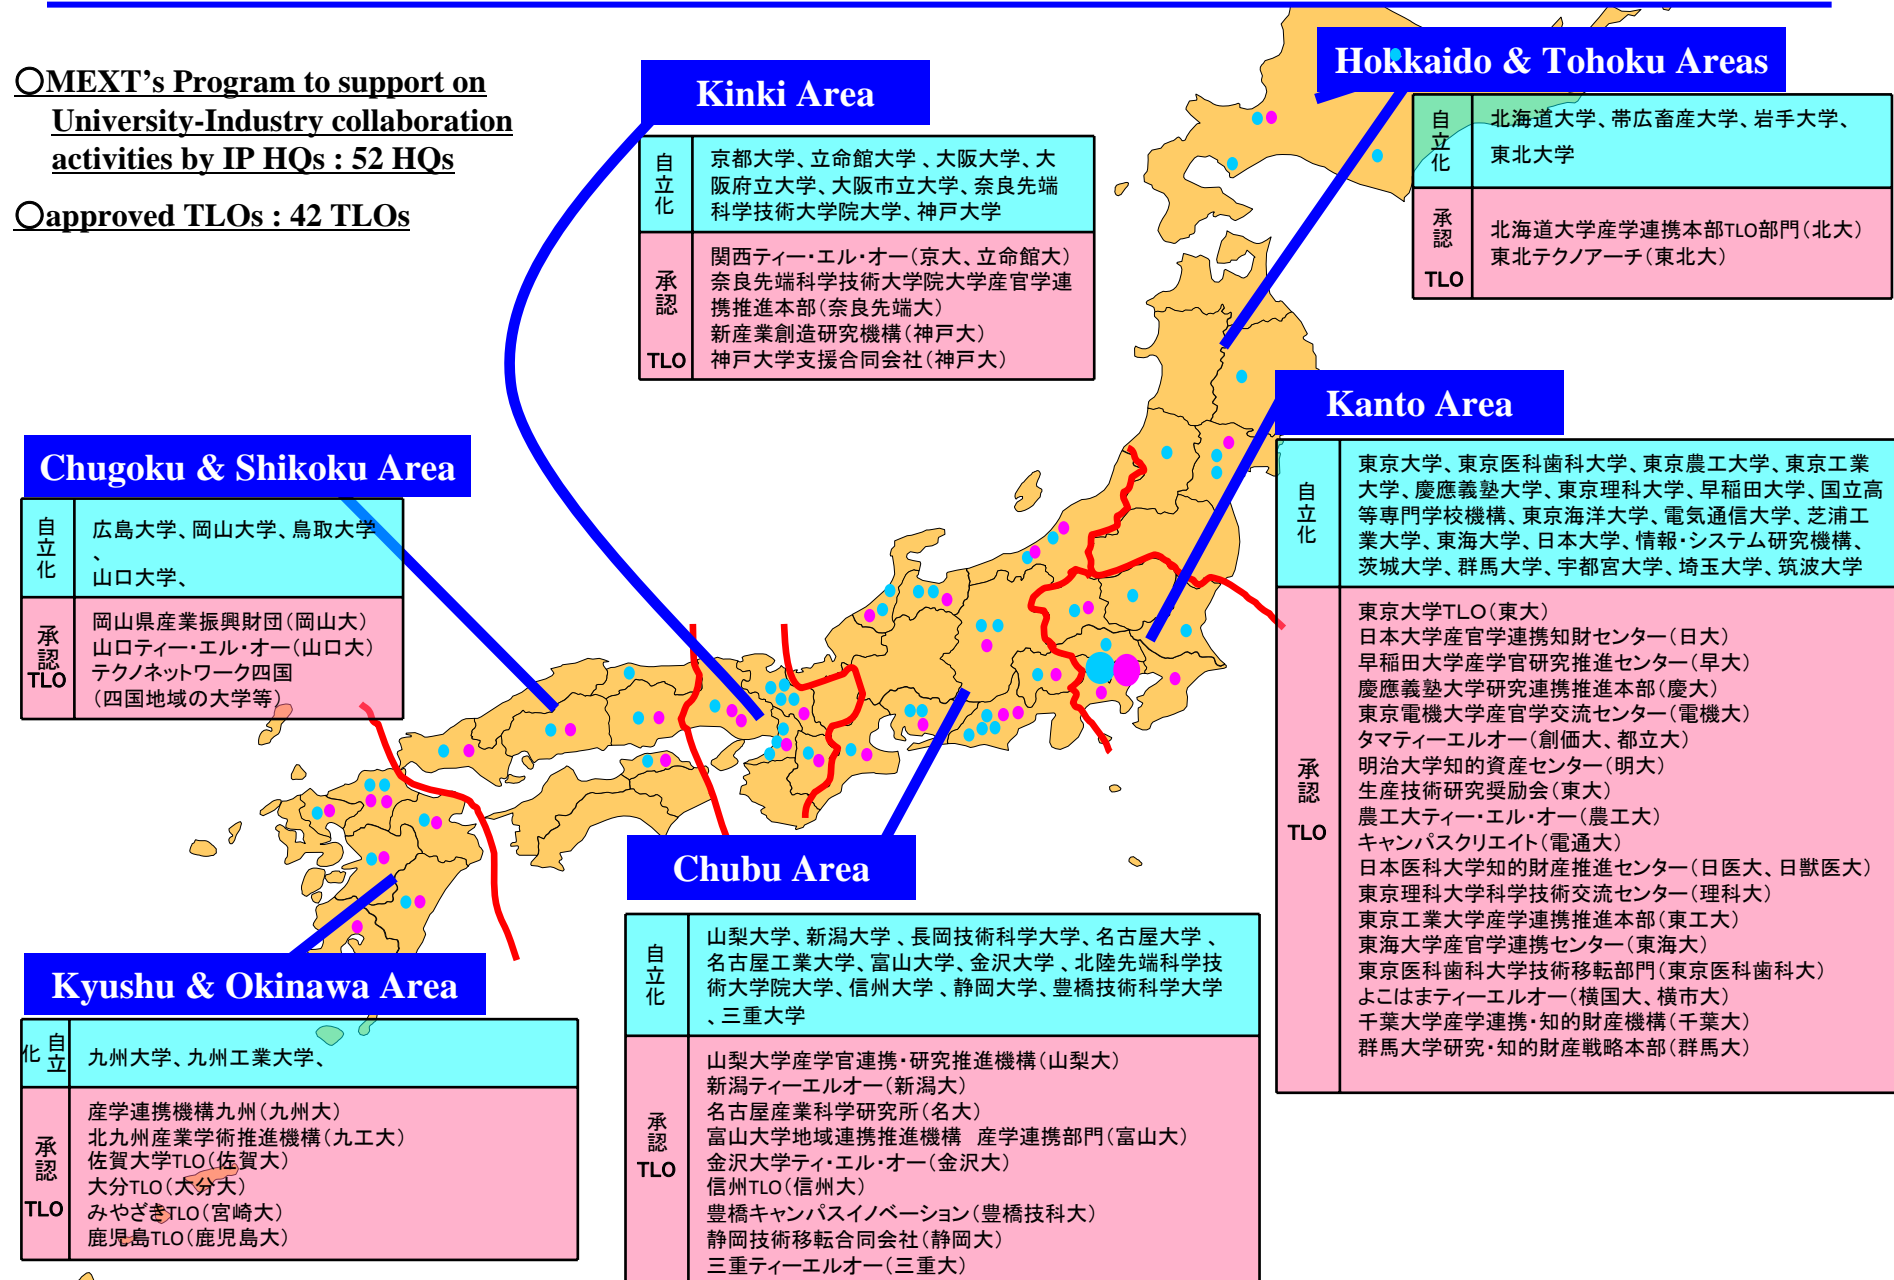 ○MEXT's Program to support on
University-Industry collaboration
activities by IP HQs : 52 HQs
○approved TLOs : 42 TLOs
Kinki Area
自立化
京都大学、立命館大学 、大阪大学、大
阪府立大学、大阪市立大学、奈良先端
科学技術大学院大学、神戸大学
承認
TLO
関西ティー・エル・オー(京大、立命館大)
奈良先端科学技術大学院大学産官学連
携推進本部(奈良先端大)
新産業創造研究機構(神戸大)
神戸大学支援合同会社(神戸大)
Hokkaido & Tohoku Areas
自立化
北海道大学、帯広畜産大学、岩手大学、
東北大学
承認
TLO
北海道大学産学連携本部TLO部門(北大)
東北テクノアーチ(東北大)
Kanto Area
自立化
東京大学、東京医科歯科大学、東京農工大学、東京工業
大学、慶應義塾大学、東京理科大学、早稲田大学、国立高
等専門学校機構、東京海洋大学、電気通信大学、芝浦工
業大学、東海大学、日本大学、情報・システム研究機構、
茨城大学、群馬大学、宇都宮大学、埼玉大学、筑波大学
承認
TLO
東京大学TLO(東大)
日本大学産官学連携知財センター(日大)
早稲田大学産学官研究推進センター(早大)
慶應義塾大学研究連携推進本部(慶大)
東京電機大学産官学交流センター(電機大)
タマティーエルオー(創価大、都立大)
明治大学知的資産センター(明大)
生産技術研究奨励会(東大)
農工大ティー・エル・オー(農工大)
キャンパスクリエイト(電通大)
日本医科大学知的財産推進センター(日医大、日獣医大)
東京理科大学科学技術交流センター(理科大)
東京工業大学産学連携推進本部(東工大)
東海大学産官学連携センター(東海大)
東京医科歯科大学技術移転部門(東京医科歯科大)
よこはまティーエルオー(横国大、横市大)
千葉大学産学連携・知的財産機構(千葉大)
群馬大学研究・知的財産戦略本部(群馬大)
Chugoku & Shikoku Area
自立化
広島大学、岡山大学、鳥取大学
、
山口大学、
承認
TLO
岡山県産業振興財団(岡山大)
山口ティー・エル・オー(山口大)
テクノネットワーク四国
(四国地域の大学等)
Chubu Area
自立化
山梨大学、新潟大学 、長岡技術科学大学、名古屋大学 、
名古屋工業大学、富山大学、金沢大学 、北陸先端科学技
術大学院大学、信州大学 、静岡大学、豊橋技術科学大学
、三重大学
承認
TLO
山梨大学産学官連携・研究推進機構(山梨大)
新潟ティーエルオー(新潟大)
名古屋産業科学研究所(名大)
富山大学地域連携推進機構 産学連携部門(富山大)
金沢大学ティ・エル・オー(金沢大)
信州TLO(信州大)
豊橋キャンパスイノベーション(豊橋技科大)
静岡技術移転合同会社(静岡大)
三重ティーエルオー(三重大)
Kyushu & Okinawa Area
自立化
九州大学、九州工業大学、
承認
TLO
産学連携機構九州(九州大)
北九州産業学術推進機構(九工大)
佐賀大学TLO(佐賀大)
大分TLO(大分大)
みやざきTLO(宮崎大)
鹿児島TLO(鹿児島大)